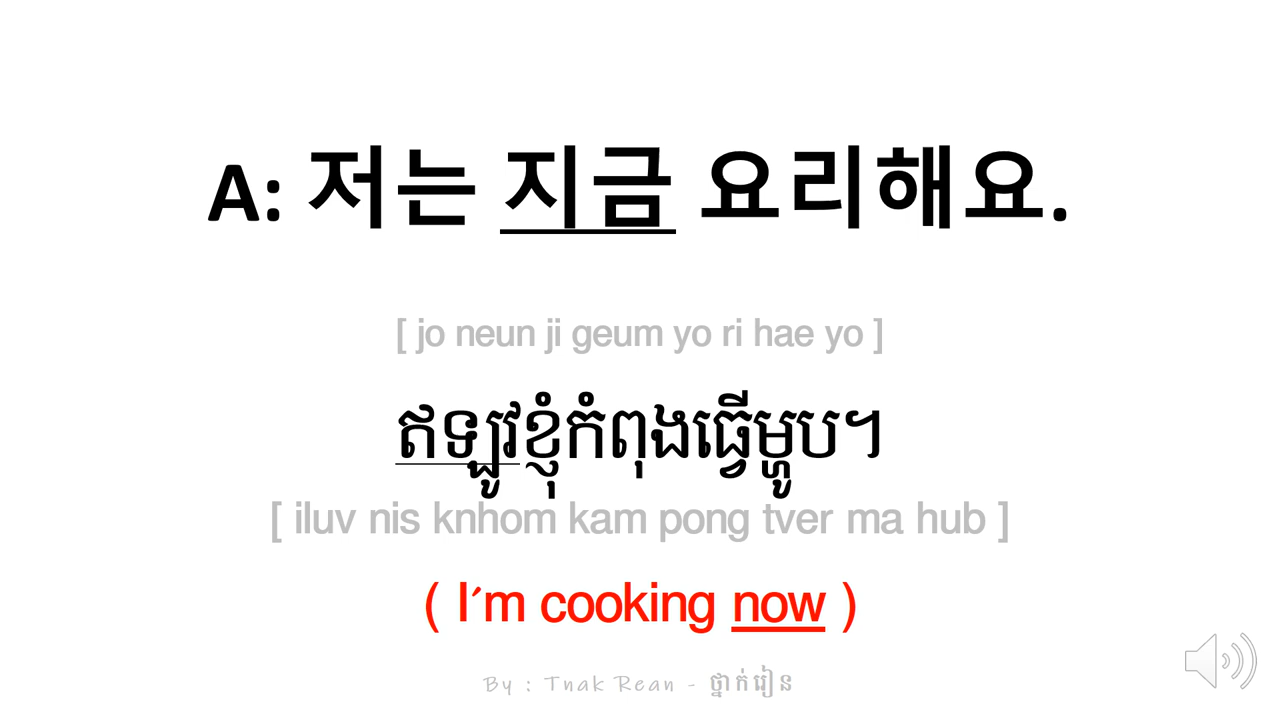 A: 저는 지금 요리해요.
[ jo neun ji geum yo ri hae yo ]
ឥឡូវខ្ញុំកំពុងធ្វើម្ហូប។
[ iluv nis knhom kam pong tver ma hub ]
( I´m cooking now )
By : Tnak Rean - ថ្នាក់រៀន